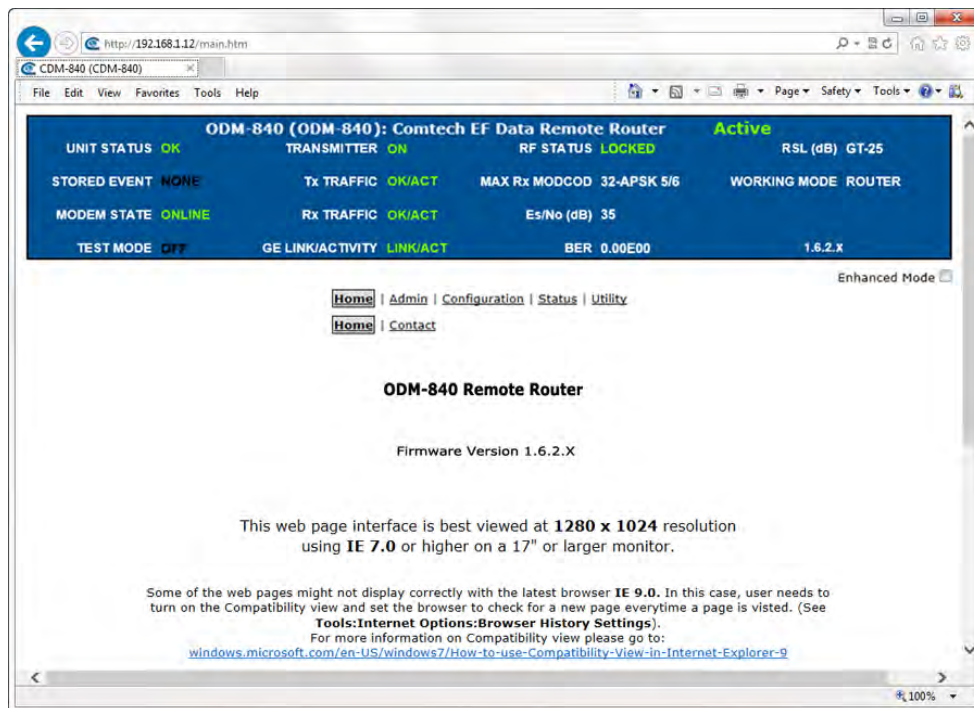 http://192.168.1.12/main.htm
CDM-840 (CDM-840)
File Edit View Favorites Tools Help
Page Safety Tools
ODM-840 (ODM-840): Comtech EF Data Remote Router Active
UNIT STATUS OK TRANSMITTER ON RF STATUS LOCKED RSL (dB) GT-25
STORED EVENT NONE Tx TRAFFIC OK/ACT MAX Rx MODCOD 32-APSK 5/6 WORKING MODE ROUTER
MODEM STATE ONLINE Rx TRAFFIC OK/ACT Es/No (dB) 35
TEST MODE OFF GE LINK/ACTIVITY LINK/ACT BER 0.00E00 1.6.2.X
Enhanced Mode
Home | Admin | Configuration | Status | Utility
Home | Contact
ODM-840 Remote Router
Firmware Version 1.6.2.X
This web page interface is best viewed at 1280 x 1024 resolution
using IE 7.0 or higher on a 17" or larger monitor.
Some of the web pages might not display correctly with the latest browser IE 9.0. In this case, user needs to
turn on the Compatibility view and set the browser to check for a new page everytime a page is visted. (See
Tools:Internet Options:Browser History Settings).
For more information on Compatibility view please go to:
windows.microsoft.com/en-US/windows7/How-to-use-Compatibility-View-in-Internet-Explorer-9
100%